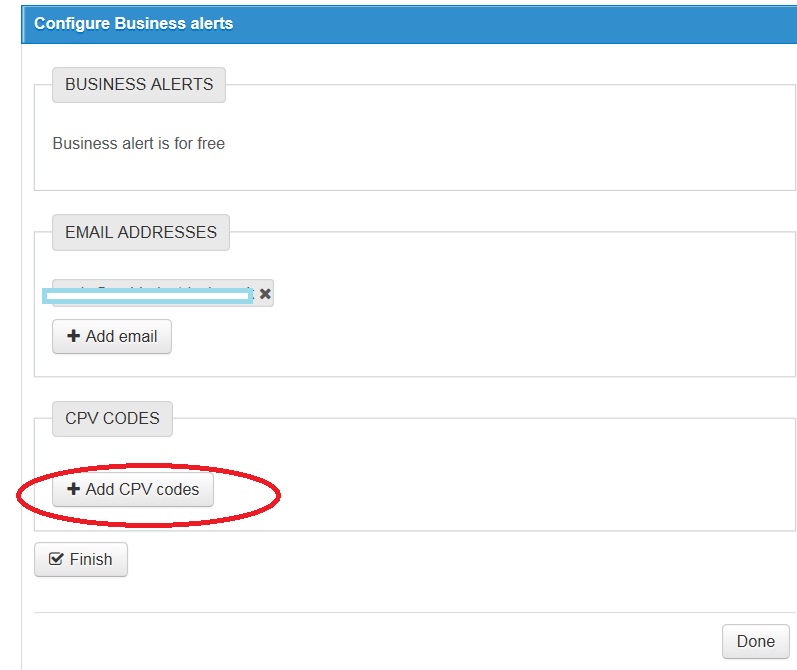 Configure Business alerts
BUSINESS ALERTS
Business alert is for free
EMAIL ADDRESSES
Add email
CPV CODES
Add CPV codes
Finish
Done